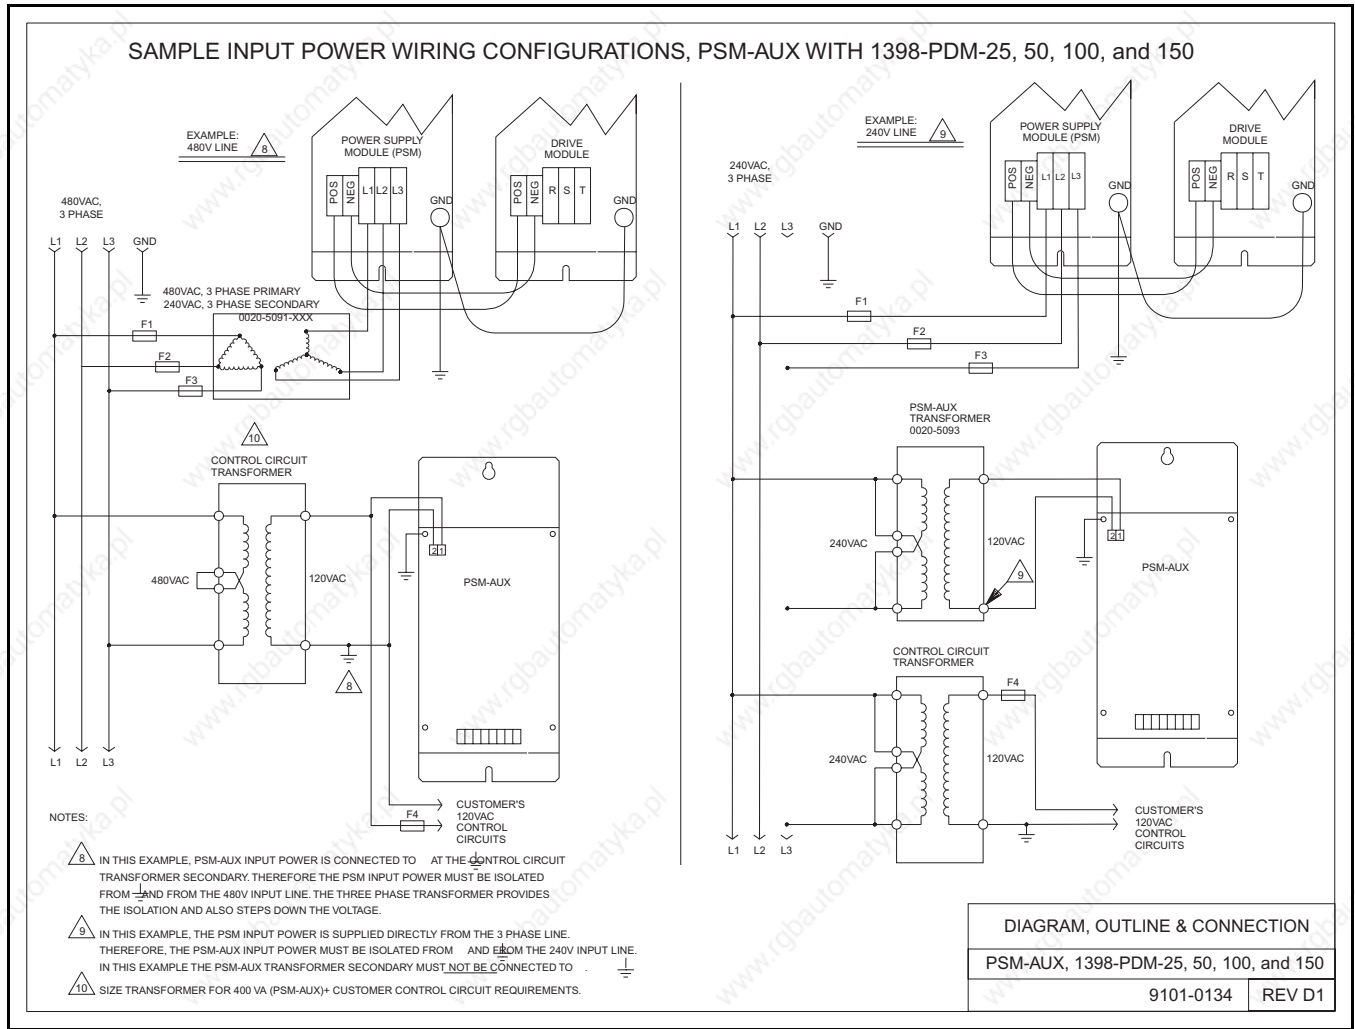 SAMPLE INPUT POWER WIRING CONFIGURATIONS, PSM-AUX WITH 1398-PDM-25, 50, 100, and 150
EXAMPLE:
480V LINE
8
POWER SUPPLY
MODULE (PSM)
DRIVE
MODULE
POS
NEG
L1 L2 L3
GND
POS
NEG
R S T
GND
480VAC,
3 PHASE
L1 L2 L3 GND
480VAC, 3 PHASE PRIMARY
240VAC, 3 PHASE SECONDARY
0020-5091-XXX
F1
F2
F3
10
CONTROL CIRCUIT
TRANSFORMER
480VAC
120VAC
8
2 1
PSM-AUX
L1 L2 L3
F4
CUSTOMER'S
120VAC
CONTROL
CIRCUITS
EXAMPLE:
240V LINE
9
POWER SUPPLY
MODULE (PSM)
DRIVE
MODULE
POS
NEG
L1 L2 L3
GND
POS
NEG
R S T
GND
240VAC,
3 PHASE
L1 L2 L3 GND
F1
F2
F3
PSM-AUX
TRANSFORMER
0020-5093
240VAC
120VAC
9
2 1
PSM-AUX
CONTROL CIRCUIT
TRANSFORMER
F4
240VAC
120VAC
L1 L2 L3
CUSTOMER'S
120VAC
CONTROL
CIRCUITS
NOTES:
8 IN THIS EXAMPLE, PSM-AUX INPUT POWER IS CONNECTED TO AT THE CONTROL CIRCUIT
TRANSFORMER SECONDARY. THEREFORE THE PSM INPUT POWER MUST BE ISOLATED
FROM AND FROM THE 480V INPUT LINE. THE THREE PHASE TRANSFORMER PROVIDES
THE ISOLATION AND ALSO STEPS DOWN THE VOLTAGE.
9 IN THIS EXAMPLE, THE PSM INPUT POWER IS SUPPLIED DIRECTLY FROM THE 3 PHASE LINE.
THEREFORE, THE PSM-AUX INPUT POWER MUST BE ISOLATED FROM AND FROM THE 240V INPUT LINE.
IN THIS EXAMPLE THE PSM-AUX TRANSFORMER SECONDARY MUST NOT BE CONNECTED TO .
10 SIZE TRANSFORMER FOR 400 VA (PSM-AUX)+ CUSTOMER CONTROL CIRCUIT REQUIREMENTS.
DIAGRAM, OUTLINE & CONNECTION
PSM-AUX, 1398-PDM-25, 50, 100, and 150
9101-0134 REV D1
www.rgbautomatyka.pl